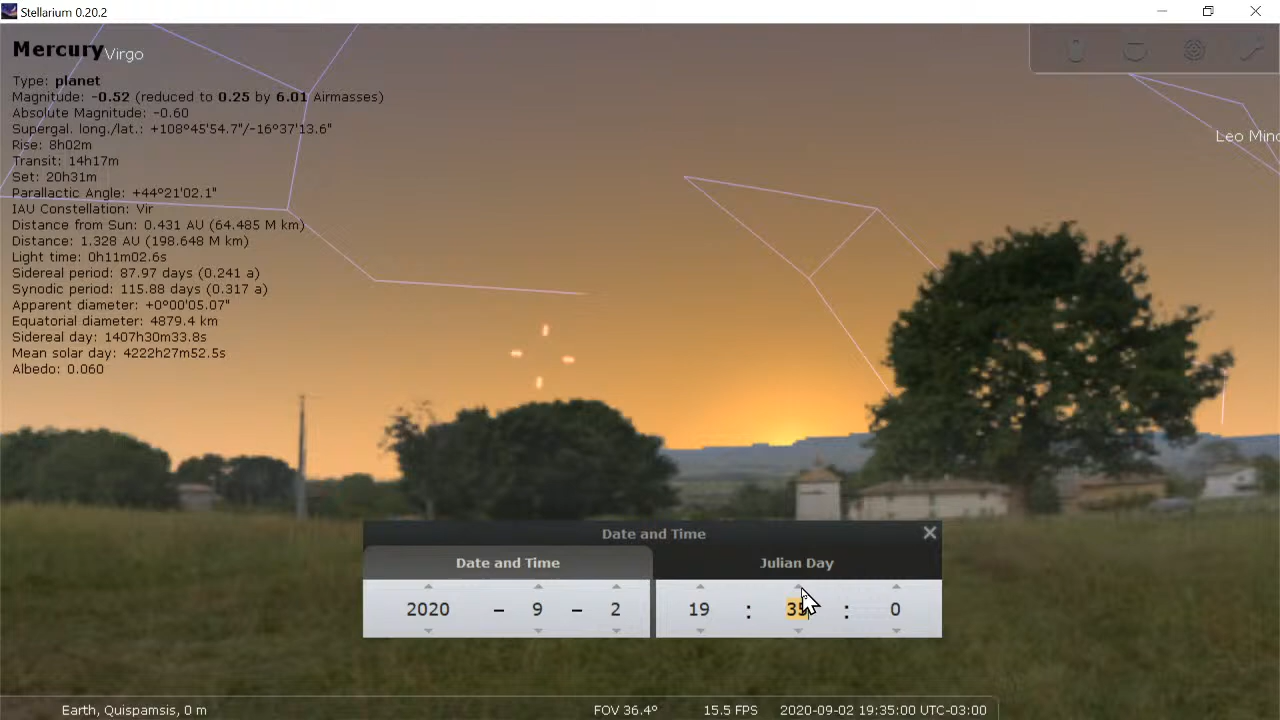 Stellarium 0.20.2
Mercury
Virgo
Type: planet
Magnitude: -0.52 (reduced to 0.25 by 6.01 Airmasses)
Absolute Magnitude: -0.60
Supergal. long./lat.: +108°45'54.7"/-16°37'13.6"
Rise: 8h02m
Transit: 14h17m
Set: 20h31m
Parallactic Angle: +44°21'02.1"
IAU Constellation: Vir
Distance from Sun: 0.431 AU (64.485 M km)
Distance: 1.328 AU (198.648 M km)
Light time: 0h11m02.6s
Sidereal period: 87.97 days (0.241 a)
Synodic period: 115.88 days (0.317 a)
Apparent diameter: +0°00'05.07"
Equatorial diameter: 4879.4 km
Sidereal day: 1407h30m33.8s
Mean solar day: 4222h27m52.5s
Albedo: 0.060
Leo Mino
Date and Time
Date and Time Julian Day
2020 - 9 - 2 19 : 35 : 0
Earth, Quispamsis, 0 m FOV 36.4° 15.5 FPS 2020-09-02 19:35:00 UTC-03:00